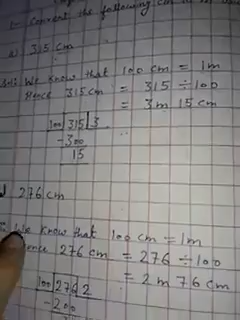 Convert the following cm in m
a) 315 cm
We know that 100 cm = 1m
Hence 315 cm = 315 ÷ 100
= 3m 15 cm
100 315 3
-300
15
276 cm
We know that 100 cm = 1m
Hence 276 cm = 276 ÷ 100
= 2 m 76 cm
100 276 2
-200